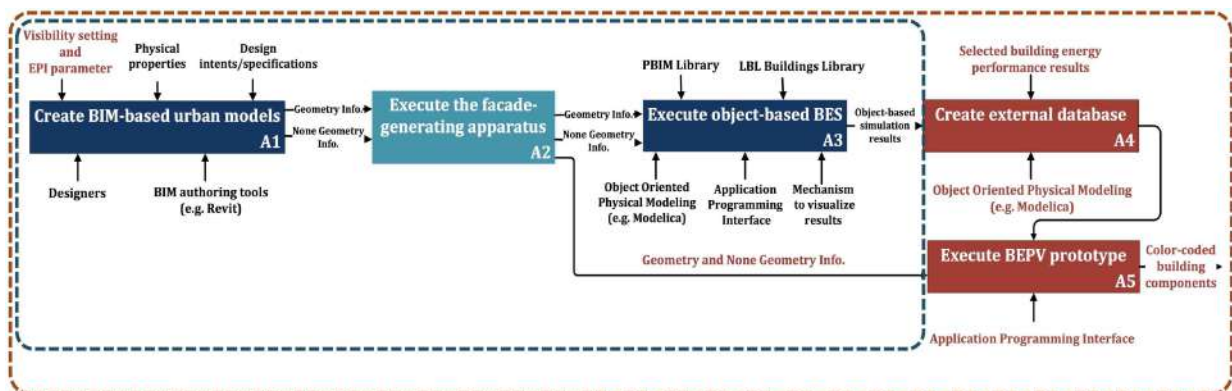 Visibility setting
and
EPI parameter
Physical
properties
Design
intents/specifications
Create BIM-based urban models
A1
Designers
BIM authoring tools
(e.g. Revit)
Geometry Info.
None Geometry
Info.
Execute the facade-
generating apparatus
A2
Geometry Info.
None Geometry
Info.
PBIM Library
LBL Buildings Library
Execute object-based BES
A3
Object Oriented
Physical Modeling
(e.g. Modelica)
Application
Programming
Interface
Mechanism
to visualize
results
Object-based
simulation
results
Selected building energy
performance results
Create external database
A4
Object Oriented Physical Modeling
(e.g. Modelica)
Geometry and None Geometry Info.
Execute BEPV prototype
A5
Color-coded
building
components
Application Programming Interface